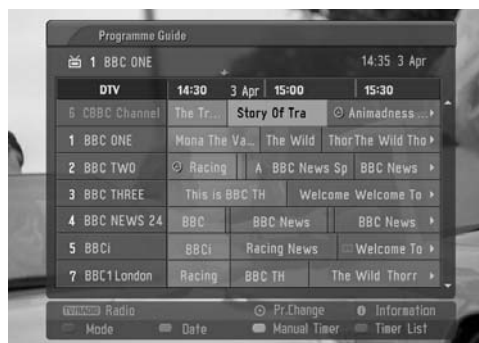 Programme Guide
1 BBC ONE 14:35 3 Apr
DTV 14:30 3 Apr 15:00 15:30
6 CBBC Channel The Tr... Story Of Tra Animadness ...
1 BBC ONE Mona The Va... The Wild ThorThe Wild Tho
2 BBC TWO Racing A BBC News Sp BBC News
3 BBC THREE This is BBC TH Welcome Welcome To
4 BBC NEWS 24 BBC BBC News BBC News
5 BBCi BBCi Racing News Welcome To
7 BBC1 London Racing BBC TH The Wild Thorr
TV/RADIO Radio Pr.Change Information
Mode Date Manual Timer Timer List